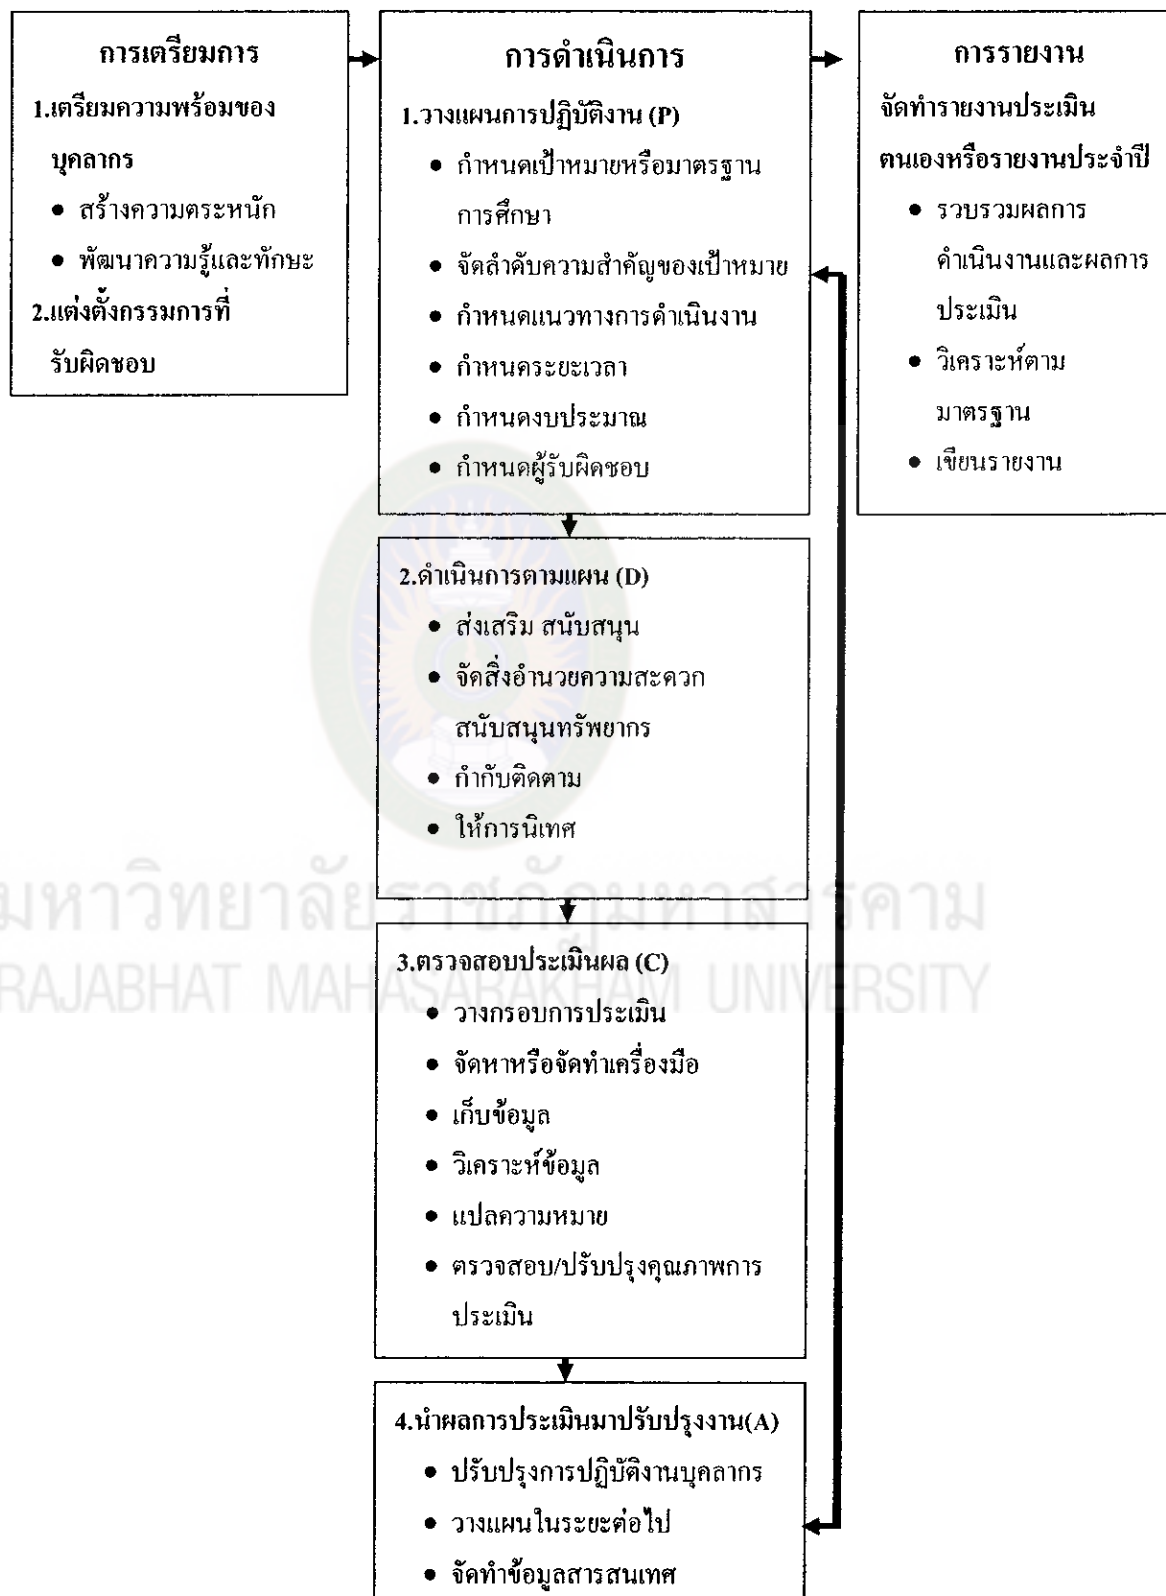 การเตรียมการ
1.เตรียมความพร้อมของ
บุคลากร
• สร้างความตระหนัก
• พัฒนาความรู้และทักษะ
2.แต่งตั้งกรรมการที่
รับผิดชอบ
การดำเนินการ
1.วางแผนการปฏิบัติงาน (P)
• กำหนดเป้าหมายหรือมาตรฐาน
การศึกษา
• จัดลำดับความสำคัญของเป้าหมาย
• กำหนดแนวทางการดำเนินงาน
• กำหนดระยะเวลา
• กำหนดงบประมาณ
• กำหนดผู้รับผิดชอบ
2.ดำเนินการตามแผน (D)
• ส่งเสริม สนับสนุน
• จัดสิ่งอำนวยความสะดวก
สนับสนุนทรัพยากร
• กำกับติดตาม
• ให้การนิเทศ
3.ตรวจสอบประเมินผล (C)
• วางกรอบการประเมิน
• จัดหาหรือจัดทำเครื่องมือ
• เก็บข้อมูล
• วิเคราะห์ข้อมูล
• แปลความหมาย
• ตรวจสอบ/ปรับปรุงคุณภาพการ
ประเมิน
4.นำผลการประเมินมาปรับปรุงงาน(A)
• ปรับปรุงการปฏิบัติงานบุคลากร
• วางแผนในระยะต่อไป
• จัดทำข้อมูลสารสนเทศ
การรายงาน
จัดทำรายงานประเมิน
ตนเองหรือรายงานประจำปี
• รวบรวมผลการ
ดำเนินงานและผลการ
ประเมิน
• วิเคราะห์ตาม
มาตรฐาน
• เขียนรายงาน
มหาวิทยาลัยราชภัฏมหาสารคาม
RAJABHAT MAHASARAKHAM UNIVERSITY